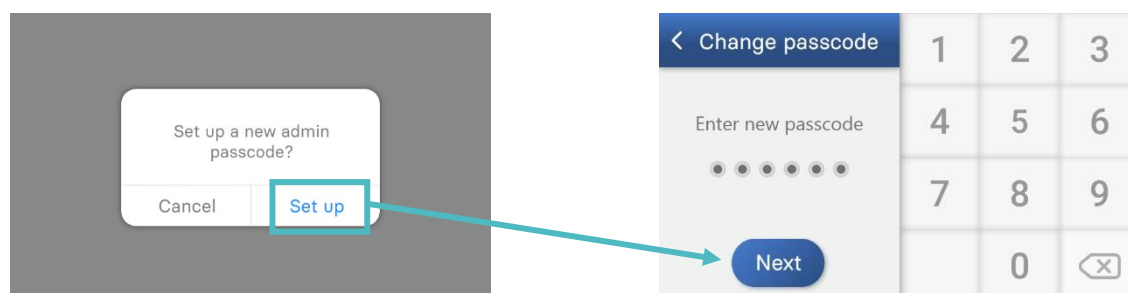 Set up a new admin
passcode?
Cancel
Set up
Change passcode
Enter new passcode
Next
1 2 3
4 5 6
7 8 9
0